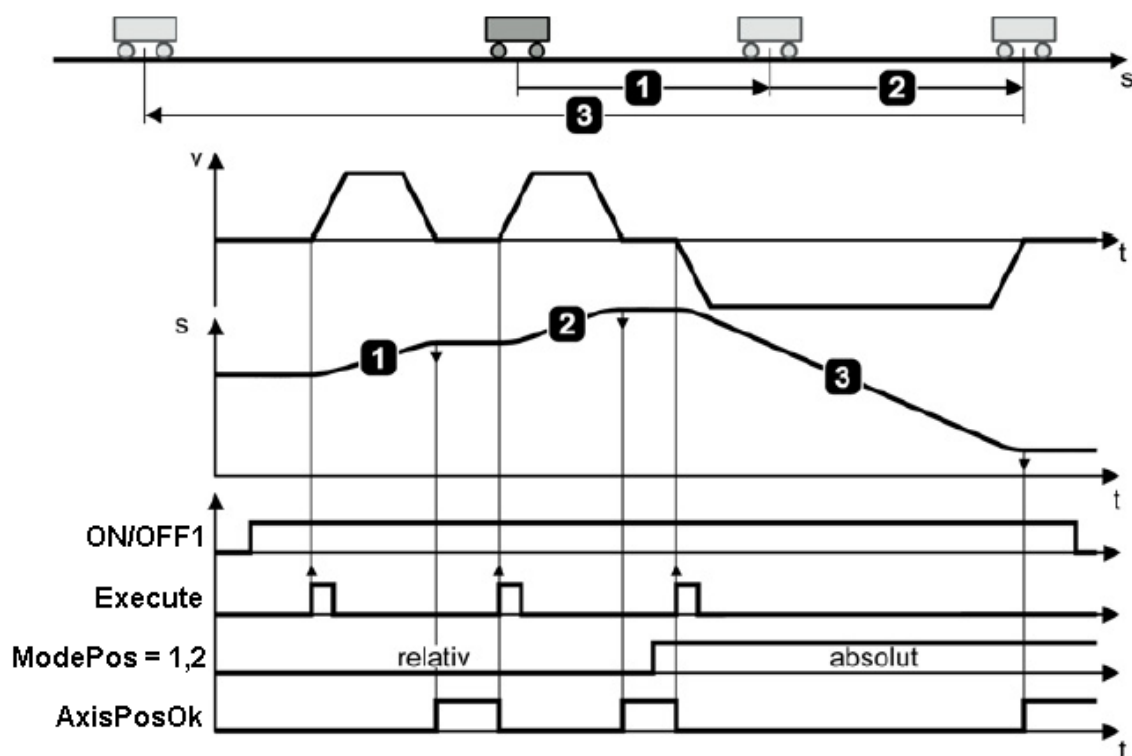 s
1
2
3
v
t
s
1
2
3
t
ON/OFF1
Execute
ModePos = 1,2
relativ
absolut
AxisPosOk
t